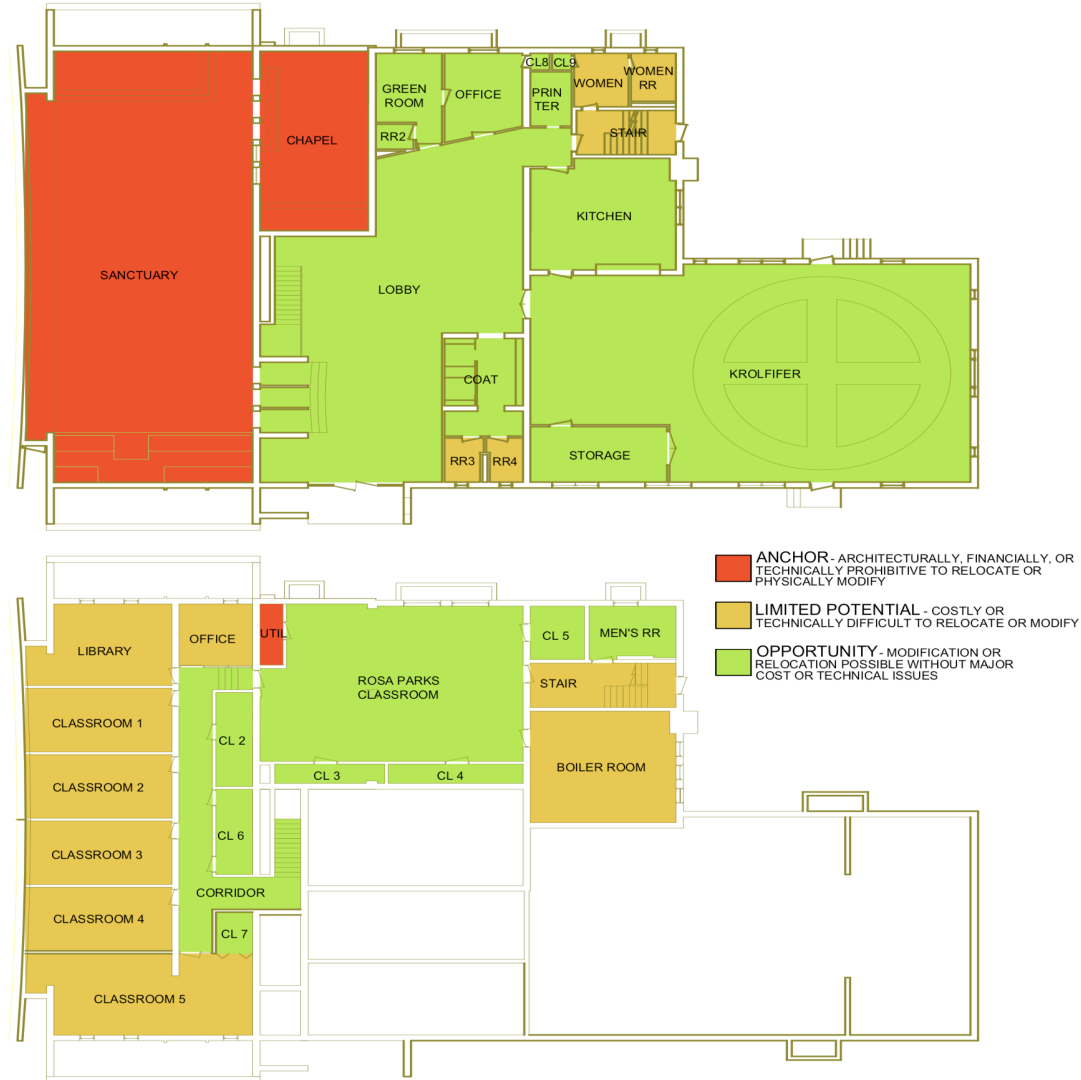 CL8
CL9
WOMEN
WOMEN
RR
GREEN
ROOM
OFFICE
PRIN
TER
RR2
STAIR
CHAPEL
KITCHEN
SANCTUARY
LOBBY
KROLFIFER
COAT
STORAGE
RR3
RR4
ANCHOR - ARCHITECTURALLY, FINANCIALLY, OR
TECHNICALLY PROHIBITIVE TO RELOCATE OR
PHYSICALLY MODIFY
LIMITED POTENTIAL - COSTLY OR
TECHNICALLY DIFFICULT TO RELOCATE OR MODIFY
OPPORTUNITY - MODIFICATION OR
RELOCATION POSSIBLE WITHOUT MAJOR
COST OR TECHNICAL ISSUES
LIBRARY
OFFICE
UTIL
CL 5
MEN'S RR
ROSA PARKS
CLASSROOM
STAIR
CLASSROOM 1
CL 2
CLASSROOM 2
CL 3
CL 4
BOILER ROOM
CL 6
CLASSROOM 3
CORRIDOR
CLASSROOM 4
CL 7
CLASSROOM 5